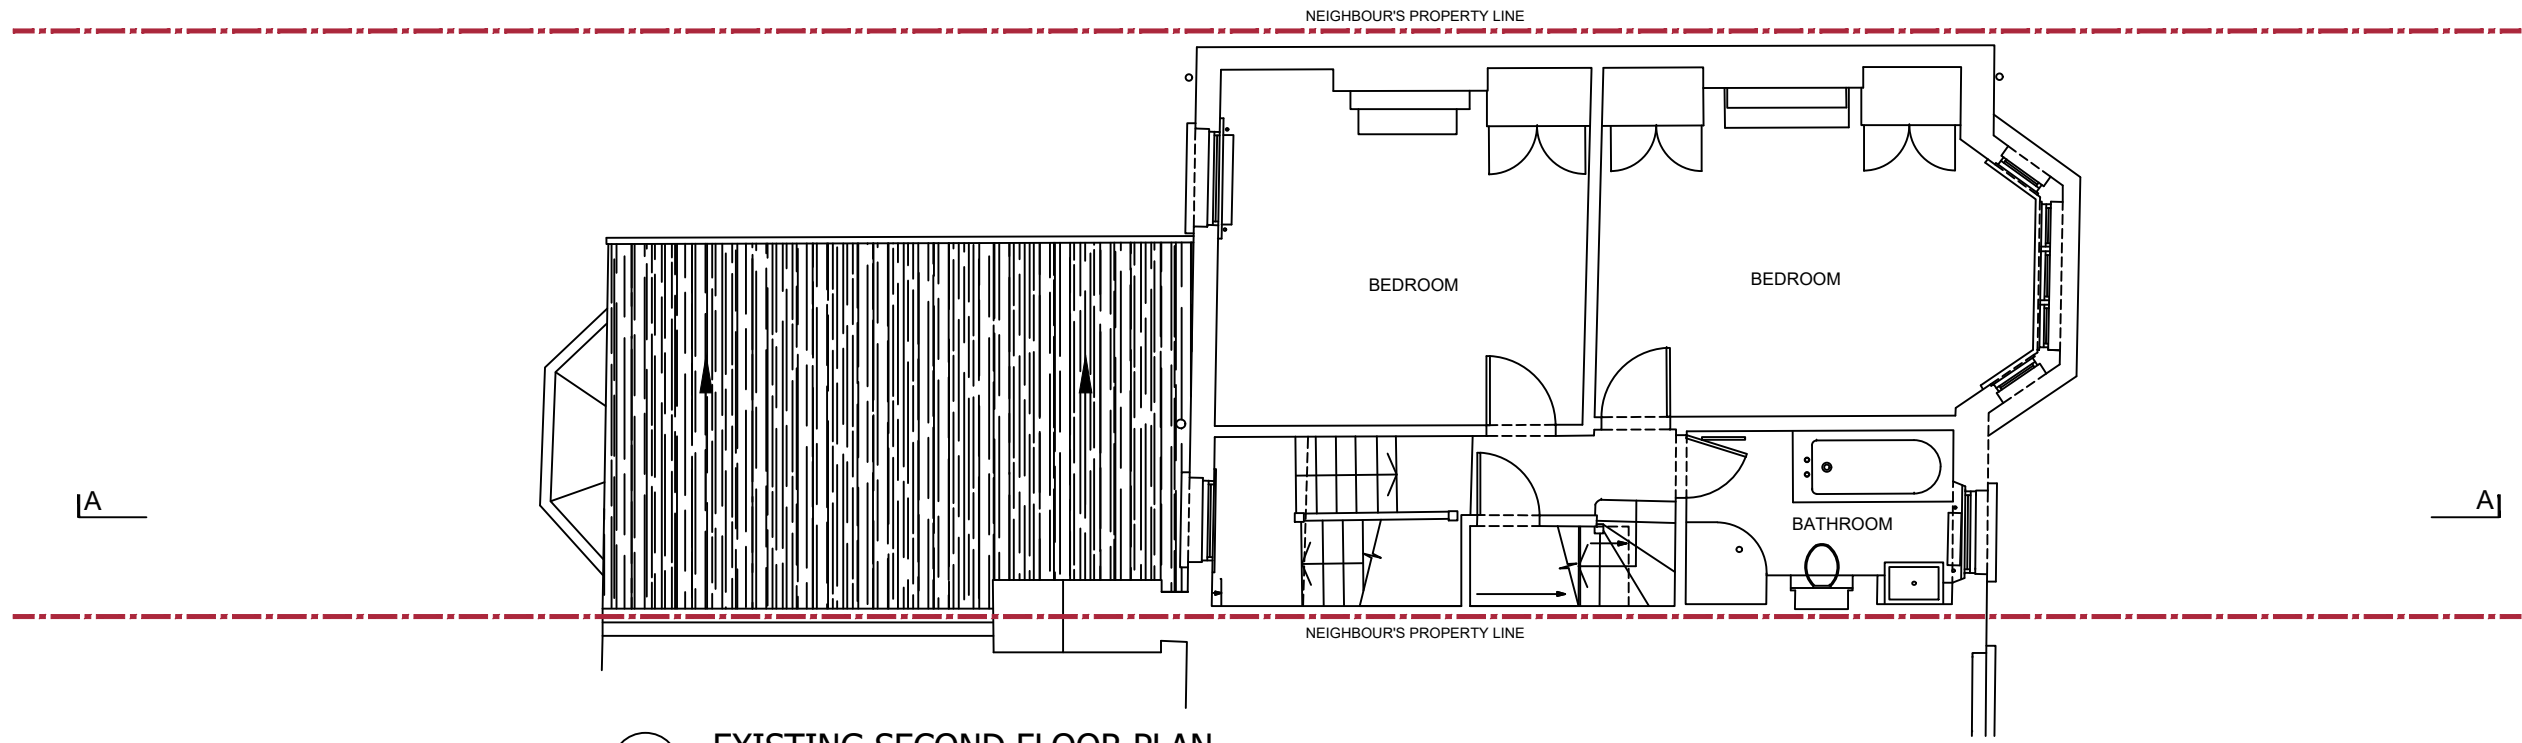 NEIGHBOUR'S PROPERTY LINE
BEDROOM
BEDROOM
A
A
BATHROOM
NEIGHBOUR'S PROPERTY LINE
EXISTING SECOND FLOOR PLAN